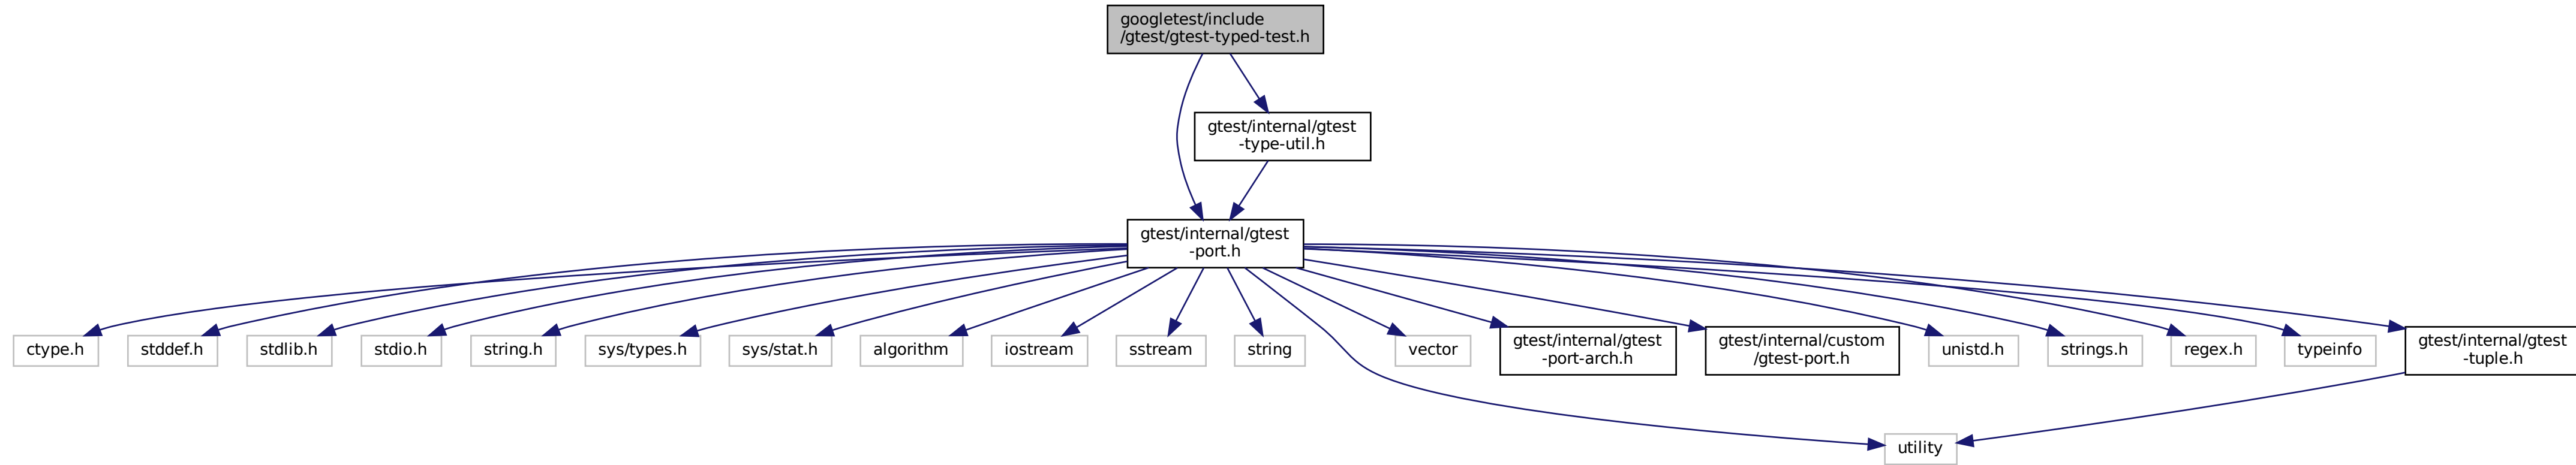 googletest/include
/gtest/gtest-typed-test.h
gtest/internal/gtest
-type-util.h
gtest/internal/gtest
-port.h
ctype.h
stddef.h
stdlib.h
stdio.h
string.h
sys/types.h
sys/stat.h
algorithm
iostream
sstream
string
vector
gtest/internal/gtest
-port-arch.h
gtest/internal/custom
/gtest-port.h
unistd.h
strings.h
regex.h
typeinfo
gtest/internal/gtest
-tuple.h
utility